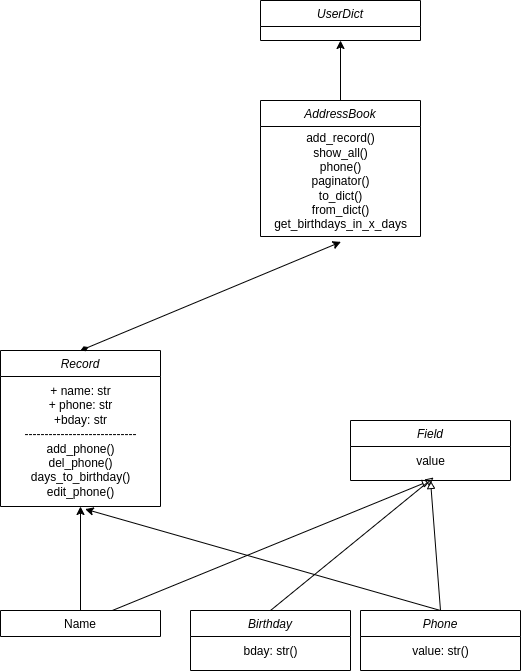 UserDict
AddressBook
add_record()
show_all()
phone()
paginator()
to_dict()
from_dict()
get_birthdays_in_x_days
Record
+ name: str
+ phone: str
+bday: str
----------------------------
add_phone()
del_phone()
days_to_birthday()
edit_phone()
Field
value
Name
Birthday
bday: str()
Phone
value: str()